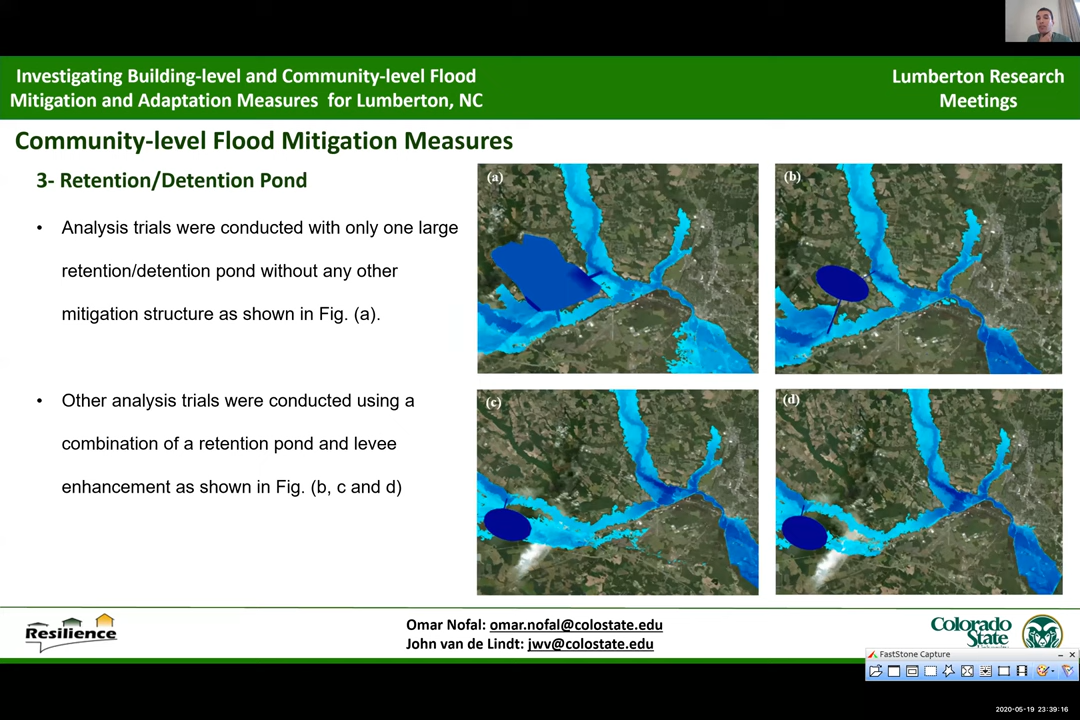 Investigating Building-level and Community-level Flood
Mitigation and Adaptation Measures for Lumberton, NC
Lumberton Research
Meetings
Community-level Flood Mitigation Measures
3- Retention/Detention Pond
• Analysis trials were conducted with only one large
retention/detention pond without any other
mitigation structure as shown in Fig. (a).
• Other analysis trials were conducted using a
combination of a retention pond and levee
enhancement as shown in Fig. (b, c and d)
(a)
(b)
(c)
(d)
Resilience
Omar Nofal: omar.nofal@colostate.edu
John van de Lindt: jwv@colostate.edu
Colorado
State
FastStone Capture
2020-05-19 23:39:16